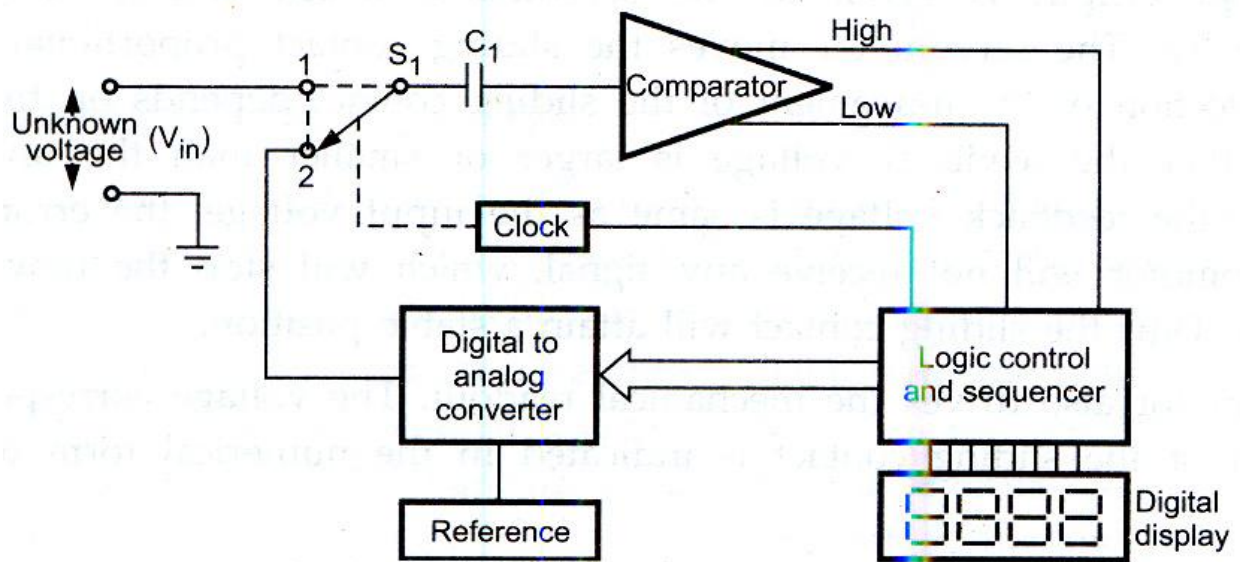 High
C1
S1
1
Comparator
Low
Unknown
voltage
(Vin)
2
Clock
Digital to
analog
converter
Logic control
and sequencer
Reference
Digital
display